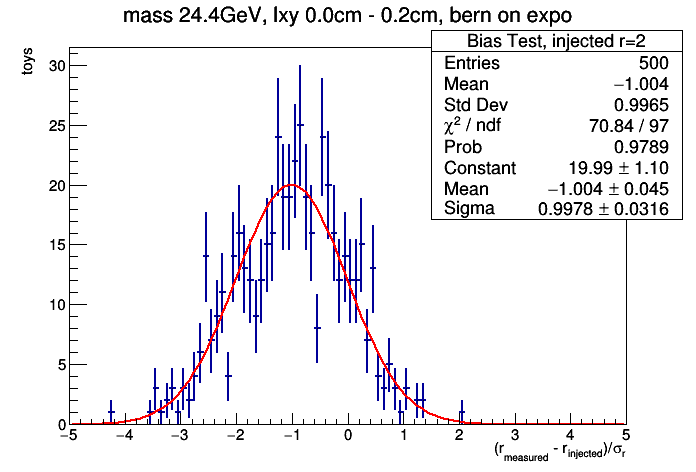 mass 24.4GeV, lxy 0.0cm - 0.2cm, bern on expo
Bias Test, injected r=2
Entries 500
Mean −1.004
Std Dev 0.9965
χ² / ndf 70.84 / 97
Prob 0.9789
Constant 19.99 ± 1.10
Mean −1.004 ± 0.045
Sigma 0.9978 ± 0.0316
toys
30
25
20
15
10
5
0
−5 −4 −3 −2 −1 0 1 2 3 4 5
(r_measured - r_injected)/σ_r